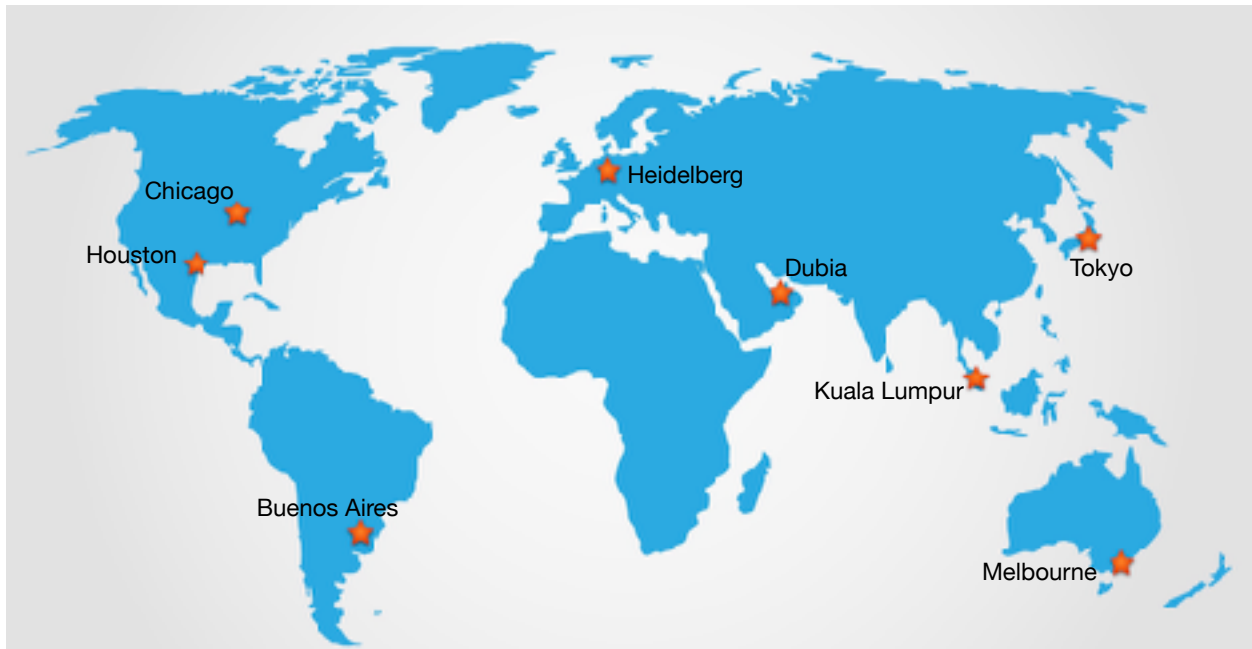 Heidelberg
Chicago
Houston
Dubia
Tokyo
Kuala Lumpur
Buenos Aires
Melbourne